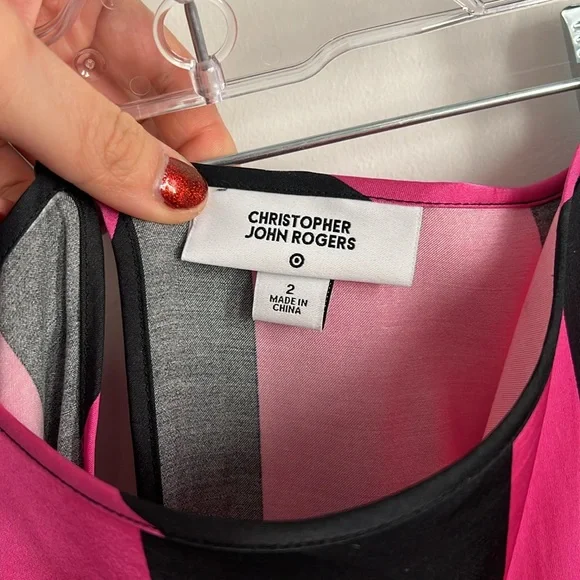 CHRISTOPHER
JOHN ROGERS
2
MADE IN
CHINA